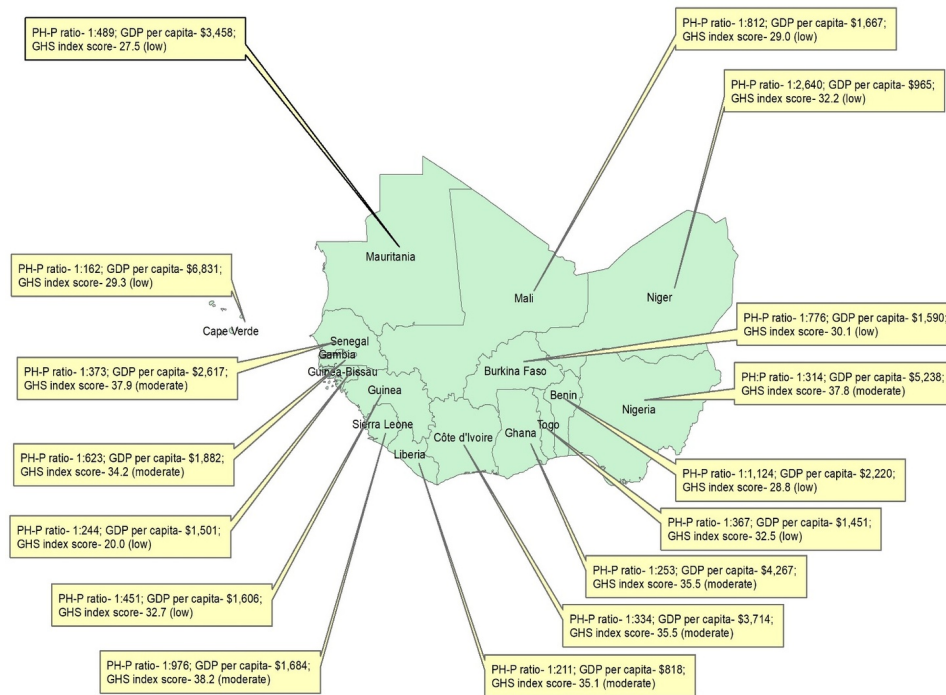 PH-P ratio- 1:489; GDP per capita- $3,458;
GHS index score- 27.5 (low)
PH-P ratio- 1:812; GDP per capita- $1,667;
GHS index score- 29.0 (low)
PH-P ratio- 1:2,640; GDP per capita- $965;
GHS index score- 32.2 (low)
Mauritania
PH-P ratio- 1:162; GDP per capita- $6,831;
GHS index score- 29.3 (low)
Mali
Niger
Cape Verde
PH-P ratio- 1:776; GDP per capita- $1,590;
GHS index score- 30.1 (low)
Senegal
Gambia
PH-P ratio- 1:373; GDP per capita- $2,617;
GHS index score- 37.9 (moderate)
Guinea-Bissau
Burkina Faso
PH:P ratio- 1:314; GDP per capita- $5,238;
GHS index score- 37.8 (moderate)
Guinea
Benin
Nigeria
Sierra Leone
Côte d'Ivoire
Ghana
Togo
Liberia
PH-P ratio- 1:623; GDP per capita- $1,882;
GHS index score- 34.2 (moderate)
PH-P ratio- 1:1,124; GDP per capita- $2,220;
GHS index score- 28.8 (low)
PH-P ratio- 1:244; GDP per capita- $1,501;
GHS index score- 20.0 (low)
PH-P ratio- 1:367; GDP per capita- $1,451;
GHS index score- 32.5 (low)
PH-P ratio- 1:253; GDP per capita- $4,267;
GHS index score- 35.5 (moderate)
PH-P ratio- 1:451; GDP per capita- $1,606;
GHS index score- 32.7 (low)
PH-P ratio- 1:334; GDP per capita- $3,714;
GHS index score- 35.5 (moderate)
PH-P ratio- 1:976; GDP per capita- $1,684;
GHS index score- 38.2 (moderate)
PH-P ratio- 1:211; GDP per capita- $818;
GHS index score- 35.1 (moderate)